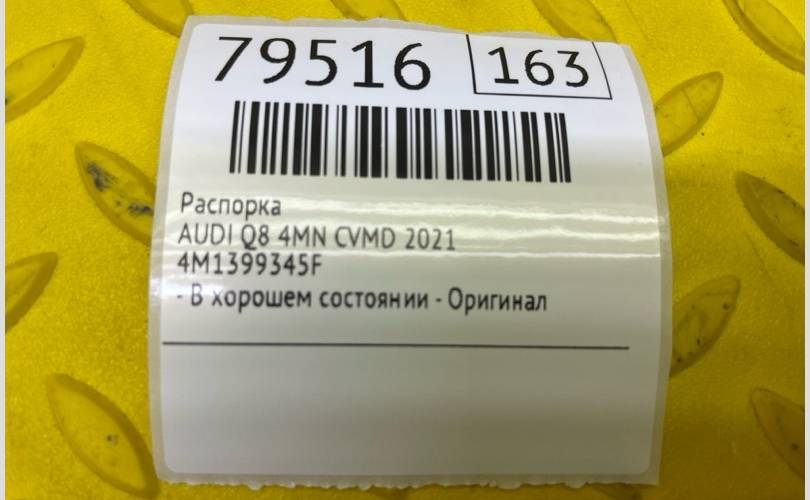 79516 163
Распорка
AUDI Q8 4MN CVMD 2021
4M1399345F
- В хорошем состоянии - Оригинал